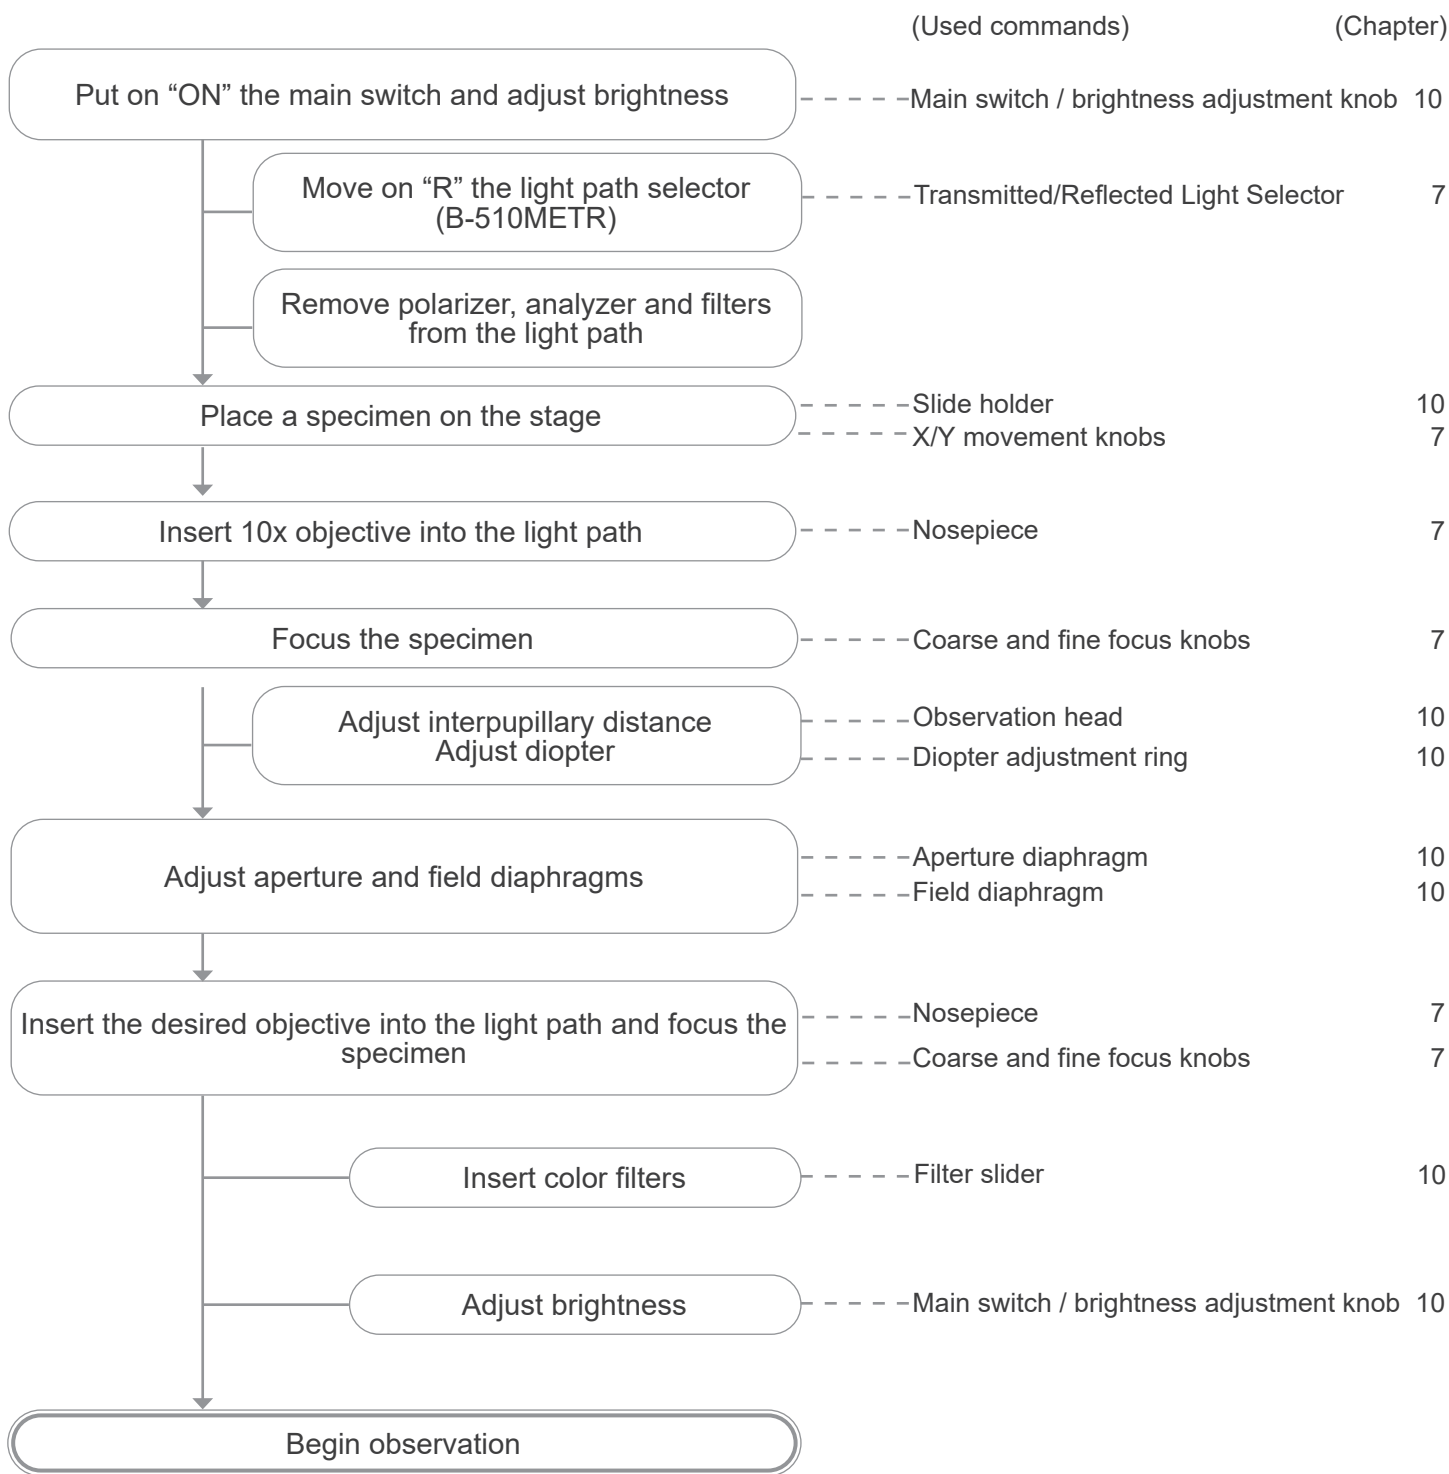 (Used commands) (Chapter)
Put on “ON” the main switch and adjust brightness Main switch / brightness adjustment knob 10
Move on “R” the light path selector
(B-510METR)
Transmitted/Reflected Light Selector 7
Remove polarizer, analyzer and filters
from the light path
Place a specimen on the stage
Slide holder 10
X/Y movement knobs 7
Insert 10x objective into the light path Nosepiece 7
Focus the specimen Coarse and fine focus knobs 7
Adjust interpupillary distance
Adjust diopter
Observation head 10
Diopter adjustment ring 10
Adjust aperture and field diaphragms
Aperture diaphragm 10
Field diaphragm 10
Insert the desired objective into the light path and focus the
specimen
Nosepiece 7
Coarse and fine focus knobs 7
Insert color filters Filter slider 10
Adjust brightness Main switch / brightness adjustment knob 10
Begin observation